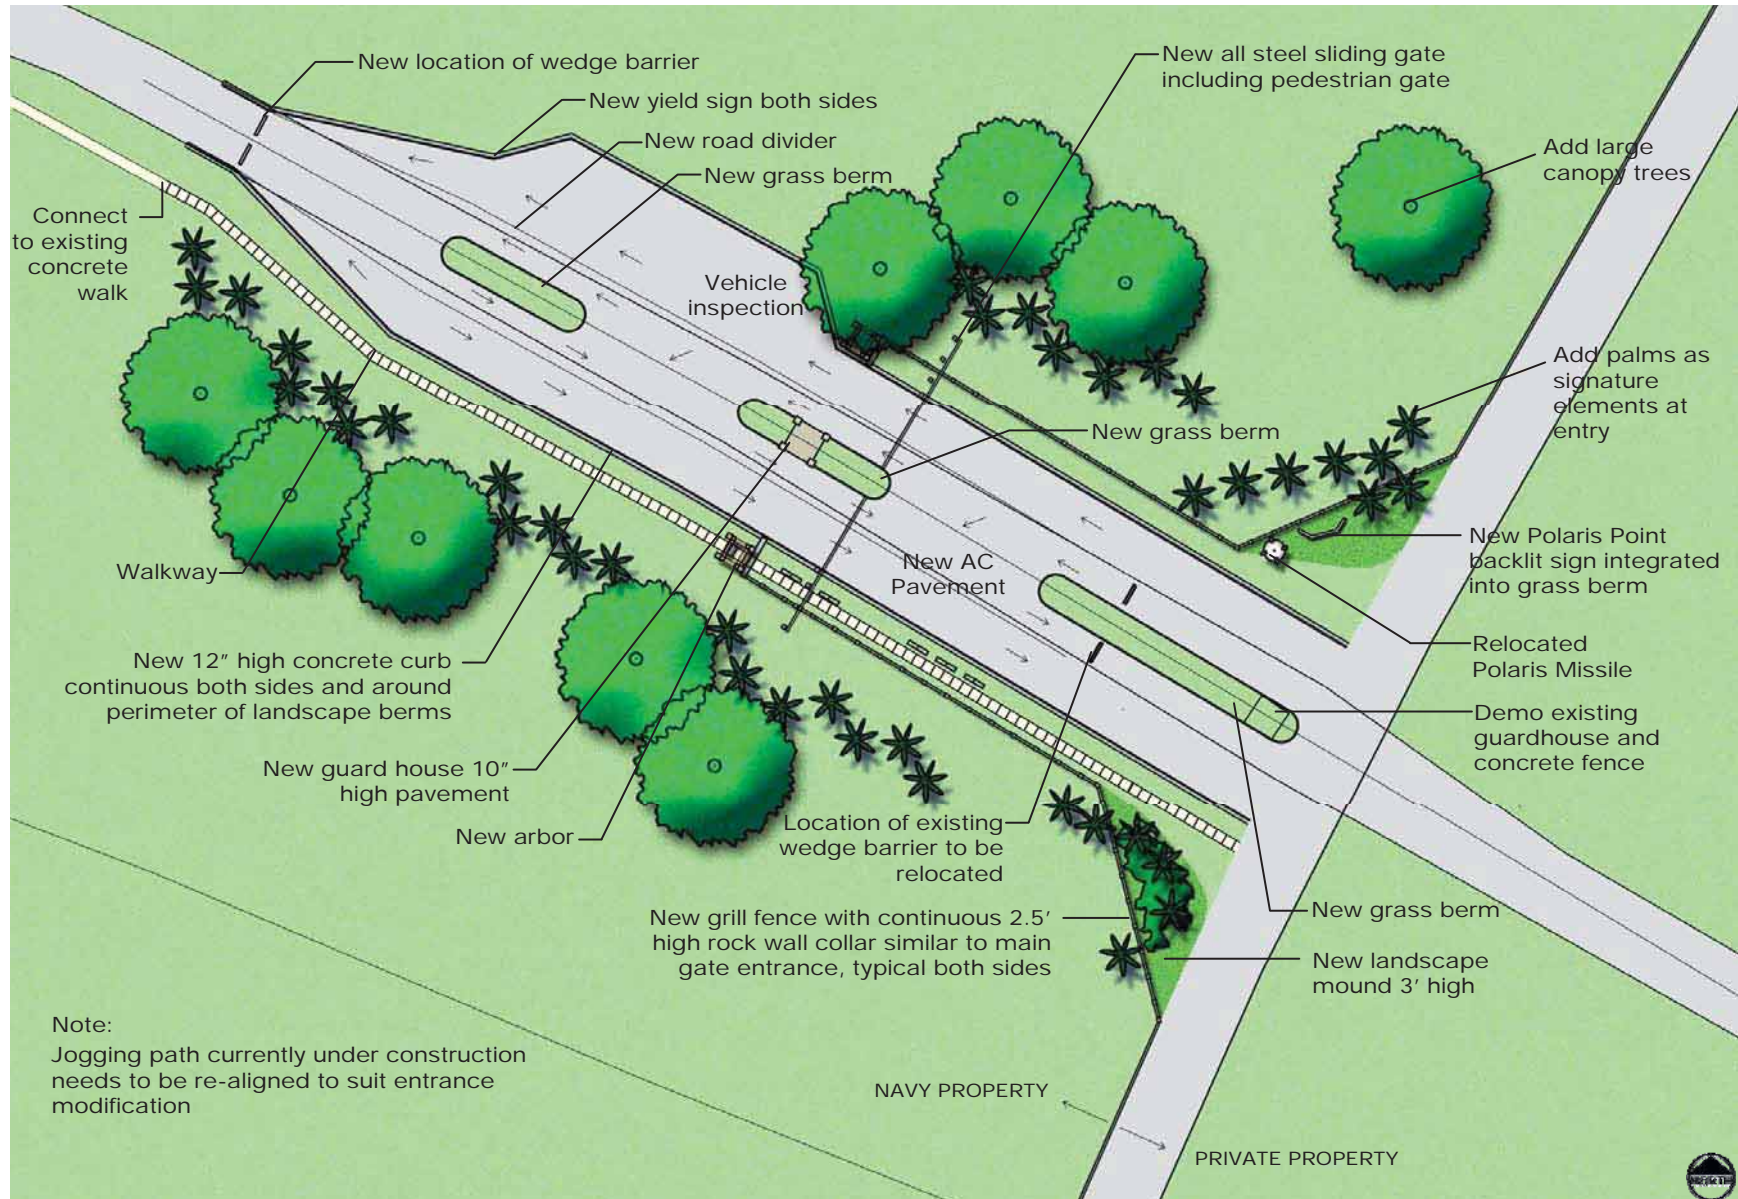 New location of wedge barrier
New yield sign both sides
New road divider
New grass berm
New all steel sliding gate
including pedestrian gate
Add large
canopy trees
Connect
to existing
concrete
walk
Vehicle
inspection
Add palms as
signature
elements at
entry
New grass berm
New AC
Pavement
New Polaris Point
backlit sign integrated
into grass berm
Walkway
Relocated
Polaris Missile
New 12" high concrete curb
continuous both sides and around
perimeter of landscape berms
Demo existing
guardhouse and
concrete fence
New guard house 10"
high pavement
New arbor
Location of existing
wedge barrier to be
relocated
New grill fence with continuous 2.5'
high rock wall collar similar to main
gate entrance, typical both sides
New grass berm
New landscape
mound 3' high
Note:
Jogging path currently under construction
needs to be re-aligned to suit entrance
modification
NAVY PROPERTY
PRIVATE PROPERTY
NORTH